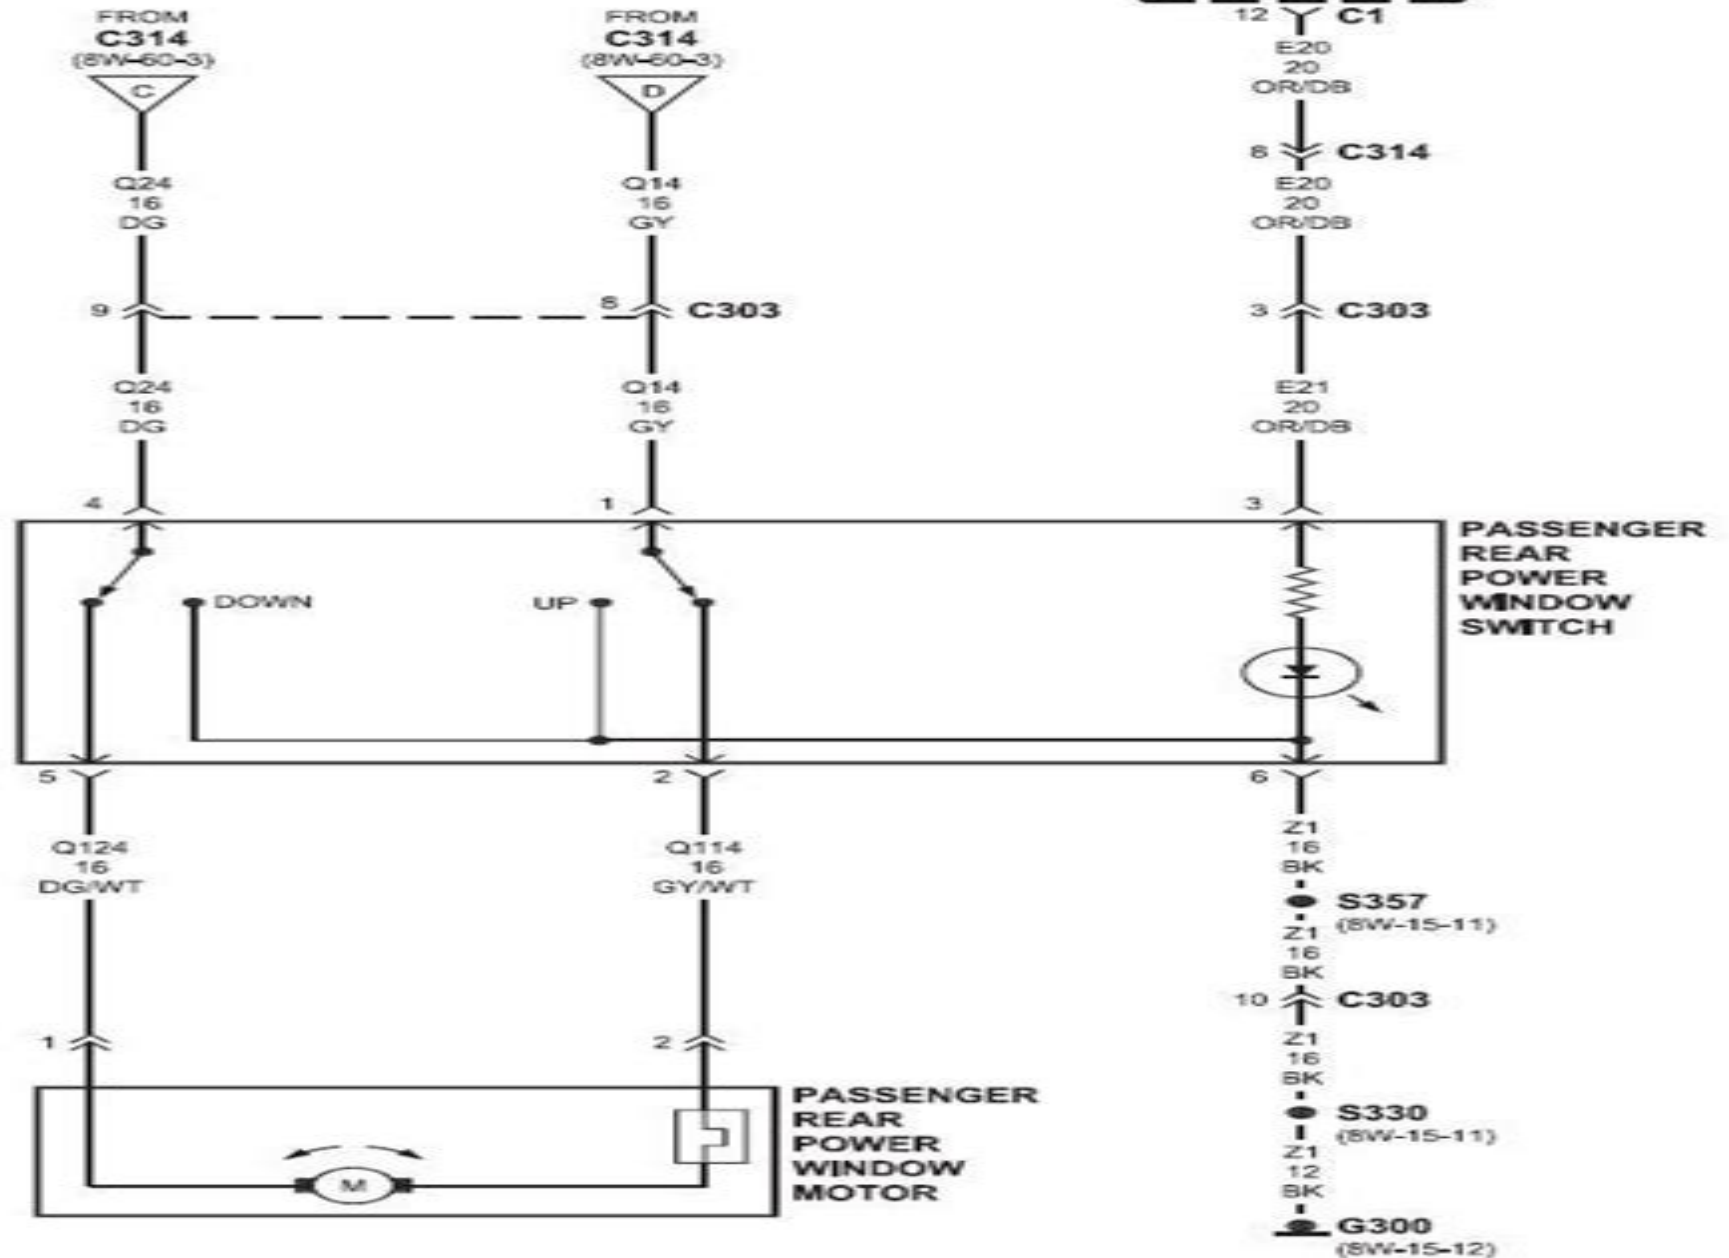 FROM
C314
(8W-60-3)
C
Q24
16
DG
9
Q24
16
DG
4
FROM
C314
(8W-60-3)
D
Q14
16
GY
8
C303
Q14
16
GY
1
12
C1
E20
20
OR/DB
6
C314
E20
20
OR/DB
3
C303
E21
20
OR/DB
3
DOWN
UP
PASSENGER
REAR
POWER
WINDOW
SWITCH
5
Q124
16
DG/WT
1
2
Q114
16
GY/WT
2
M
PASSENGER
REAR
POWER
WINDOW
MOTOR
6
Z1
16
BK
S357
(8W-15-11)
Z1
16
BK
10
C303
Z1
16
BK
S330
(8W-15-11)
Z1
12
BK
G300
(8W-15-12)